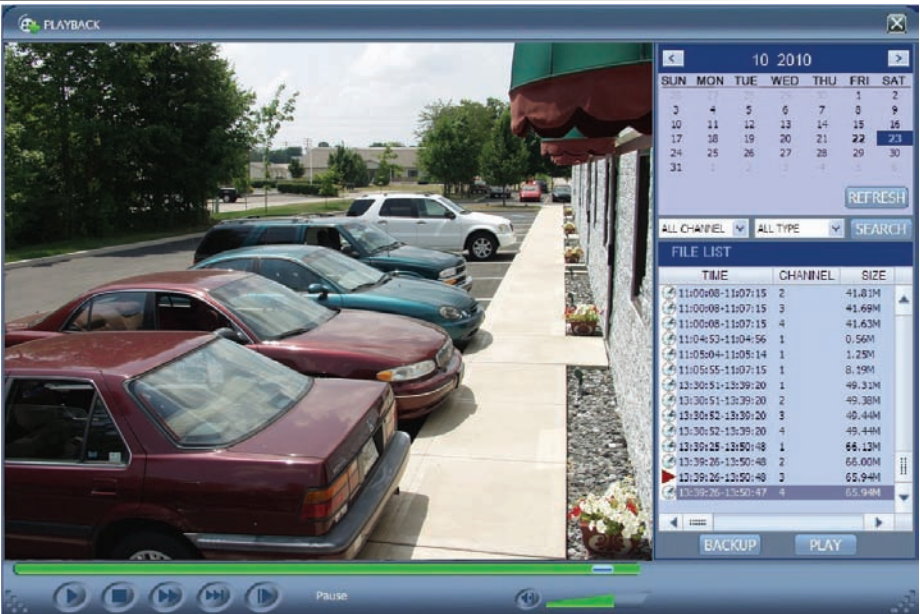 PLAYBACK
10 2010
SUN MON TUE WED THU FRI SAT
1 2
3 4 5 6 7 8 9
10 11 12 13 14 15 16
17 18 19 20 21 22 23
24 25 26 27 28 29 30
31 1 2 3 4 5 6
REFRESH
ALL CHANNEL ALL TYPE SEARCH
FILE LIST
TIME CHANNEL SIZE
11:00:08-11:07:15 2 41.81M
11:00:08-11:07:15 3 41.69M
11:00:08-11:07:15 4 41.63M
11:04:53-11:04:56 1 0.56M
11:05:04-11:05:14 1 1.25M
11:05:55-11:07:15 1 8.19M
13:30:51-13:39:20 1 49.31M
13:30:51-13:39:20 2 49.38M
13:30:52-13:39:20 3 49.44M
13:30:52-13:39:20 4 49.44M
13:39:25-13:50:48 1 66.13M
13:39:26-13:50:48 2 66.00M
13:39:26-13:50:48 3 65.94M
13:39:26-13:50:47 4 65.94M
BACKUP PLAY
Pause